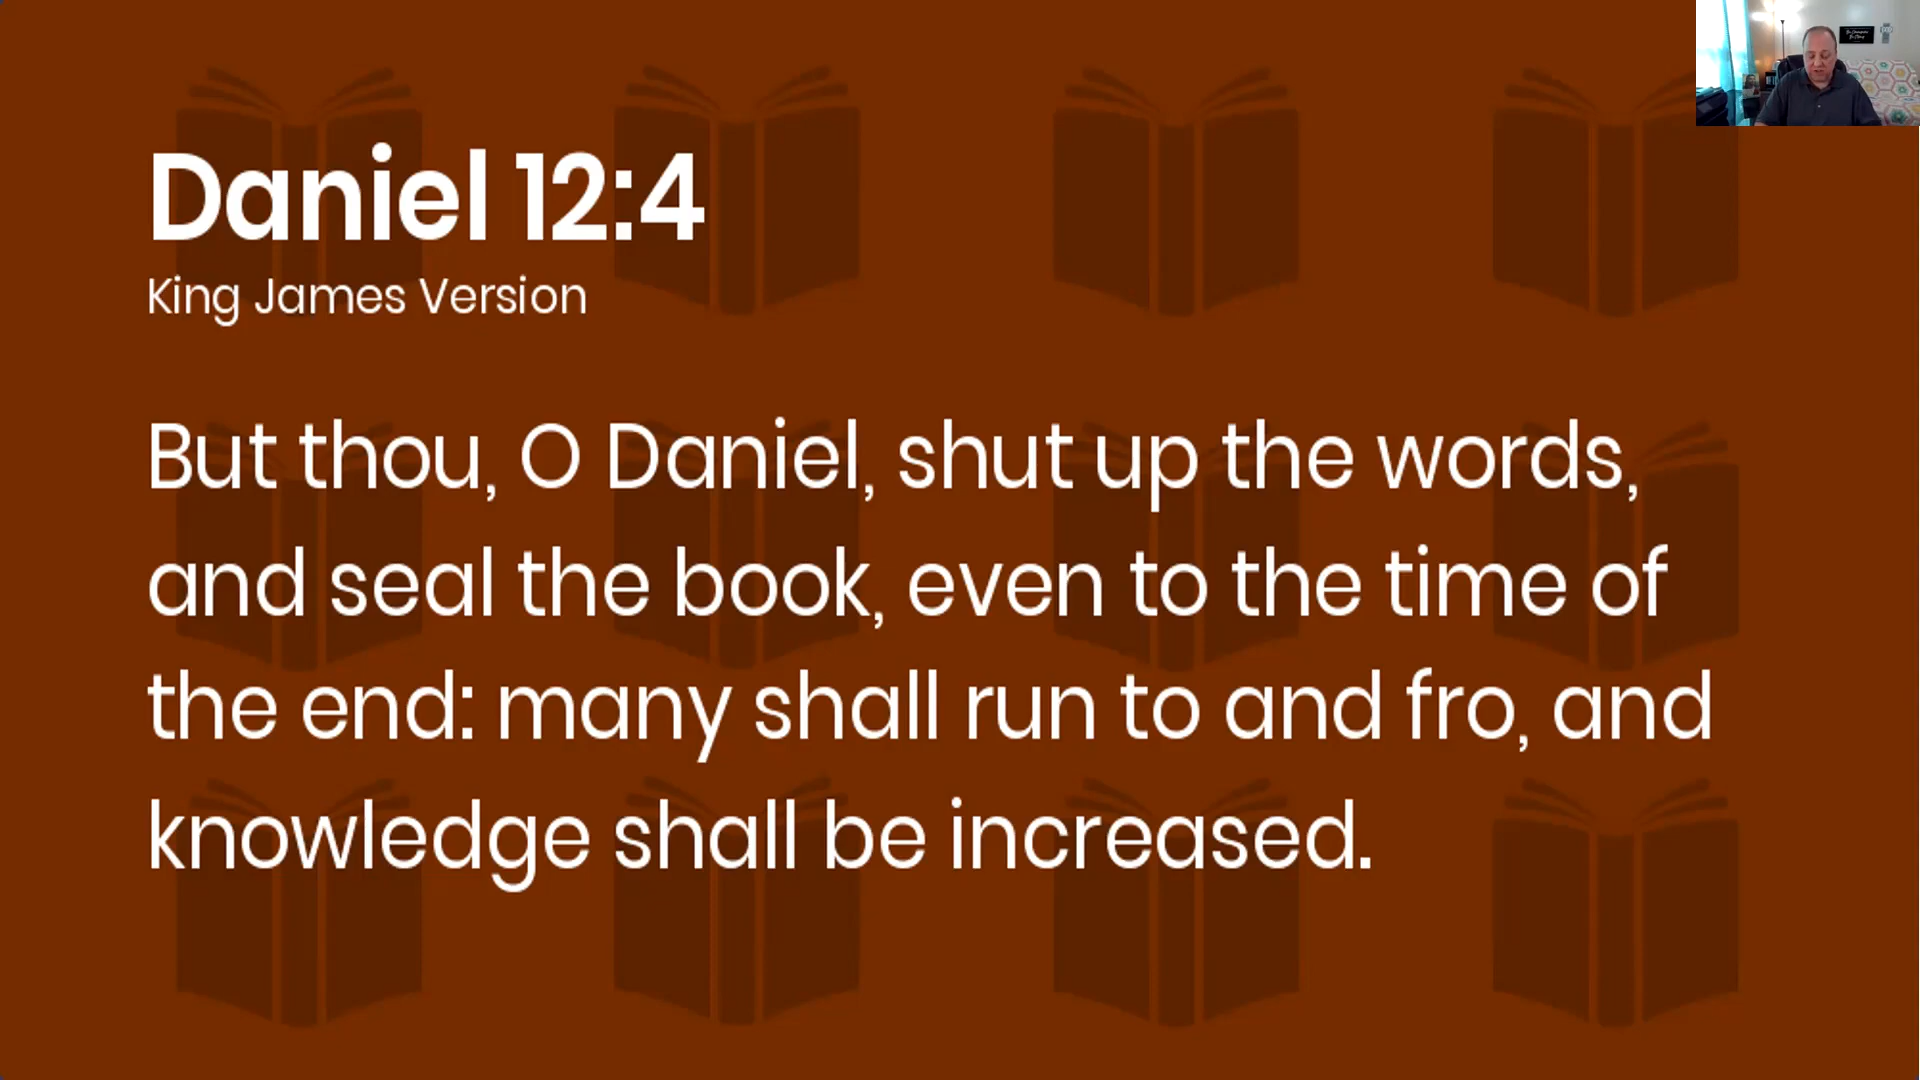 Daniel 12:4
King James Version
But thou, O Daniel, shut up the words,
and seal the book, even to the time of
the end: many shall run to and fro, and
knowledge shall be increased.